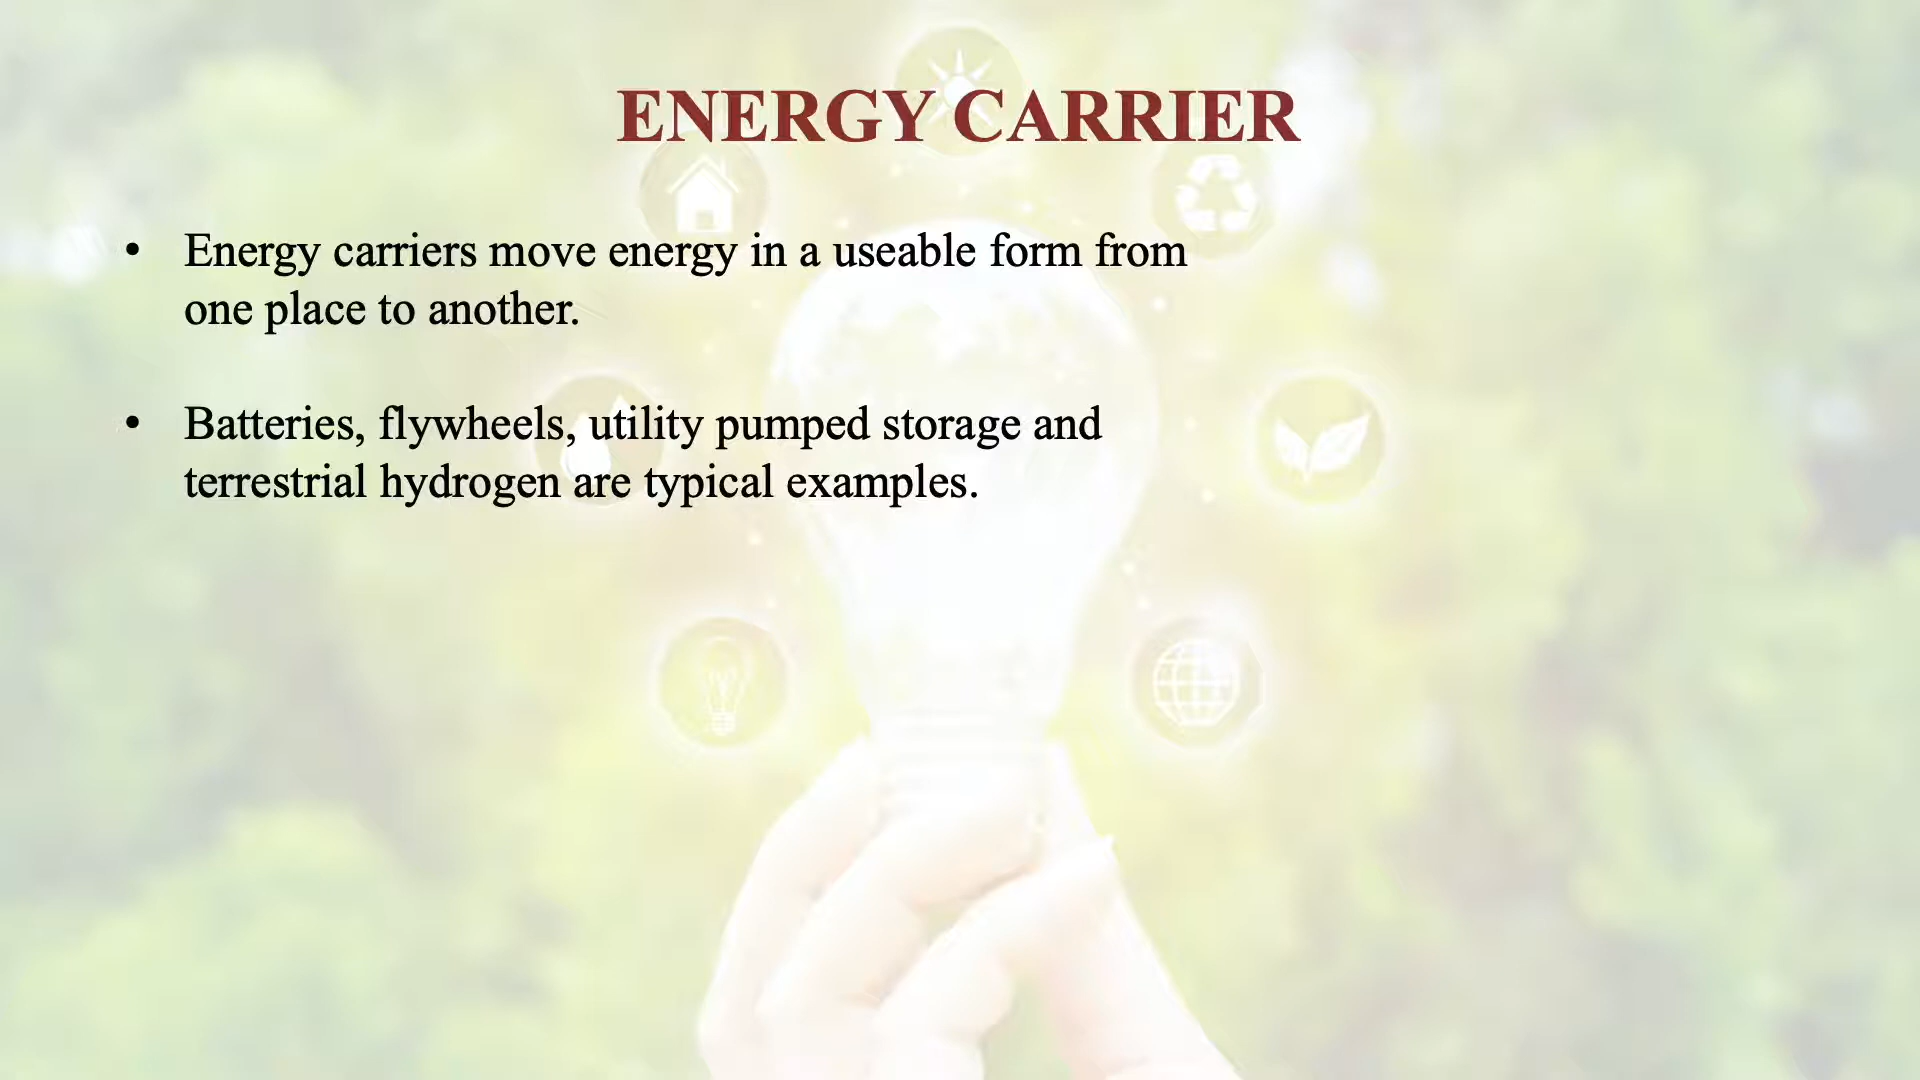 ENERGY CARRIER
• Energy carriers move energy in a useable form from
one place to another.
• Batteries, flywheels, utility pumped storage and
terrestrial hydrogen are typical examples.